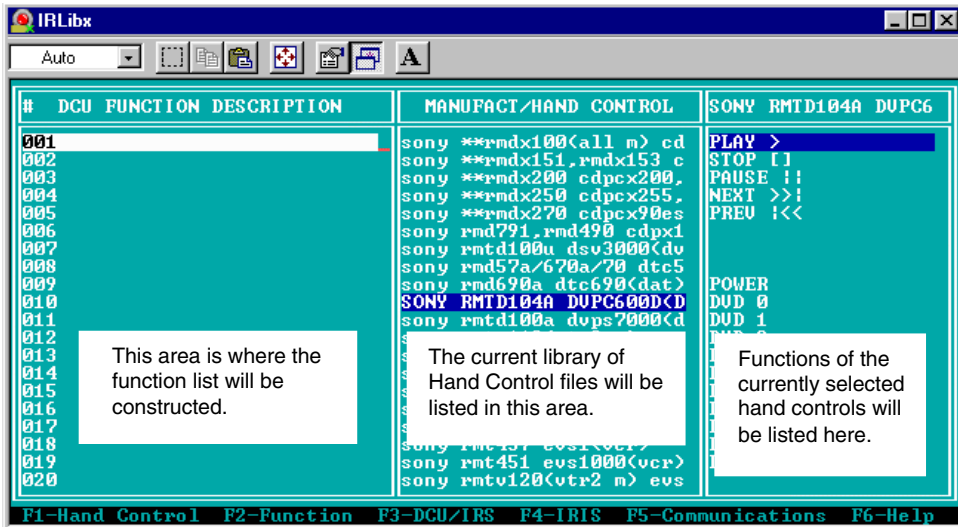 IRLibx
Auto
A
# DCU FUNCTION DESCRIPTION
MANUFACT/HAND CONTROL
SONY RMTD104A DVPC6
001
002
003
004
005
006
007
008
009
010
011
012
013
014
015
016
017
018
019
020
sony **rmdx100(all m) cd
sony **rmdx151,rmdx153 c
sony **rmdx200 cdpcx200,
sony **rmdx250 cdpcx255,
sony **rmdx270 cdpcx90es
sony rmd791,rmd490 cdpx1
sony rmtd100u dsv3000(dv
sony rmd57a/670a/70 dtc5
sony rmd690a dtc690(dat)
SONY RMTD104A DVPC600D(D
sony rmtd100a dvps7000(d
sony rmt451 evs1000(vcr)
sony rmtv120(vtr2 m) evs
PLAY >
STOP []
PAUSE ¦¦
NEXT >>¦
PREV ¦<<
POWER
DVD 0
DVD 1
This area is where the
function list will be
constructed.
The current library of
Hand Control files will be
listed in this area.
Functions of the
currently selected
hand controls will
be listed here.
F1-Hand Control F2-Function F3-DCU/IRS F4-IRIS F5-Communications F6-Help